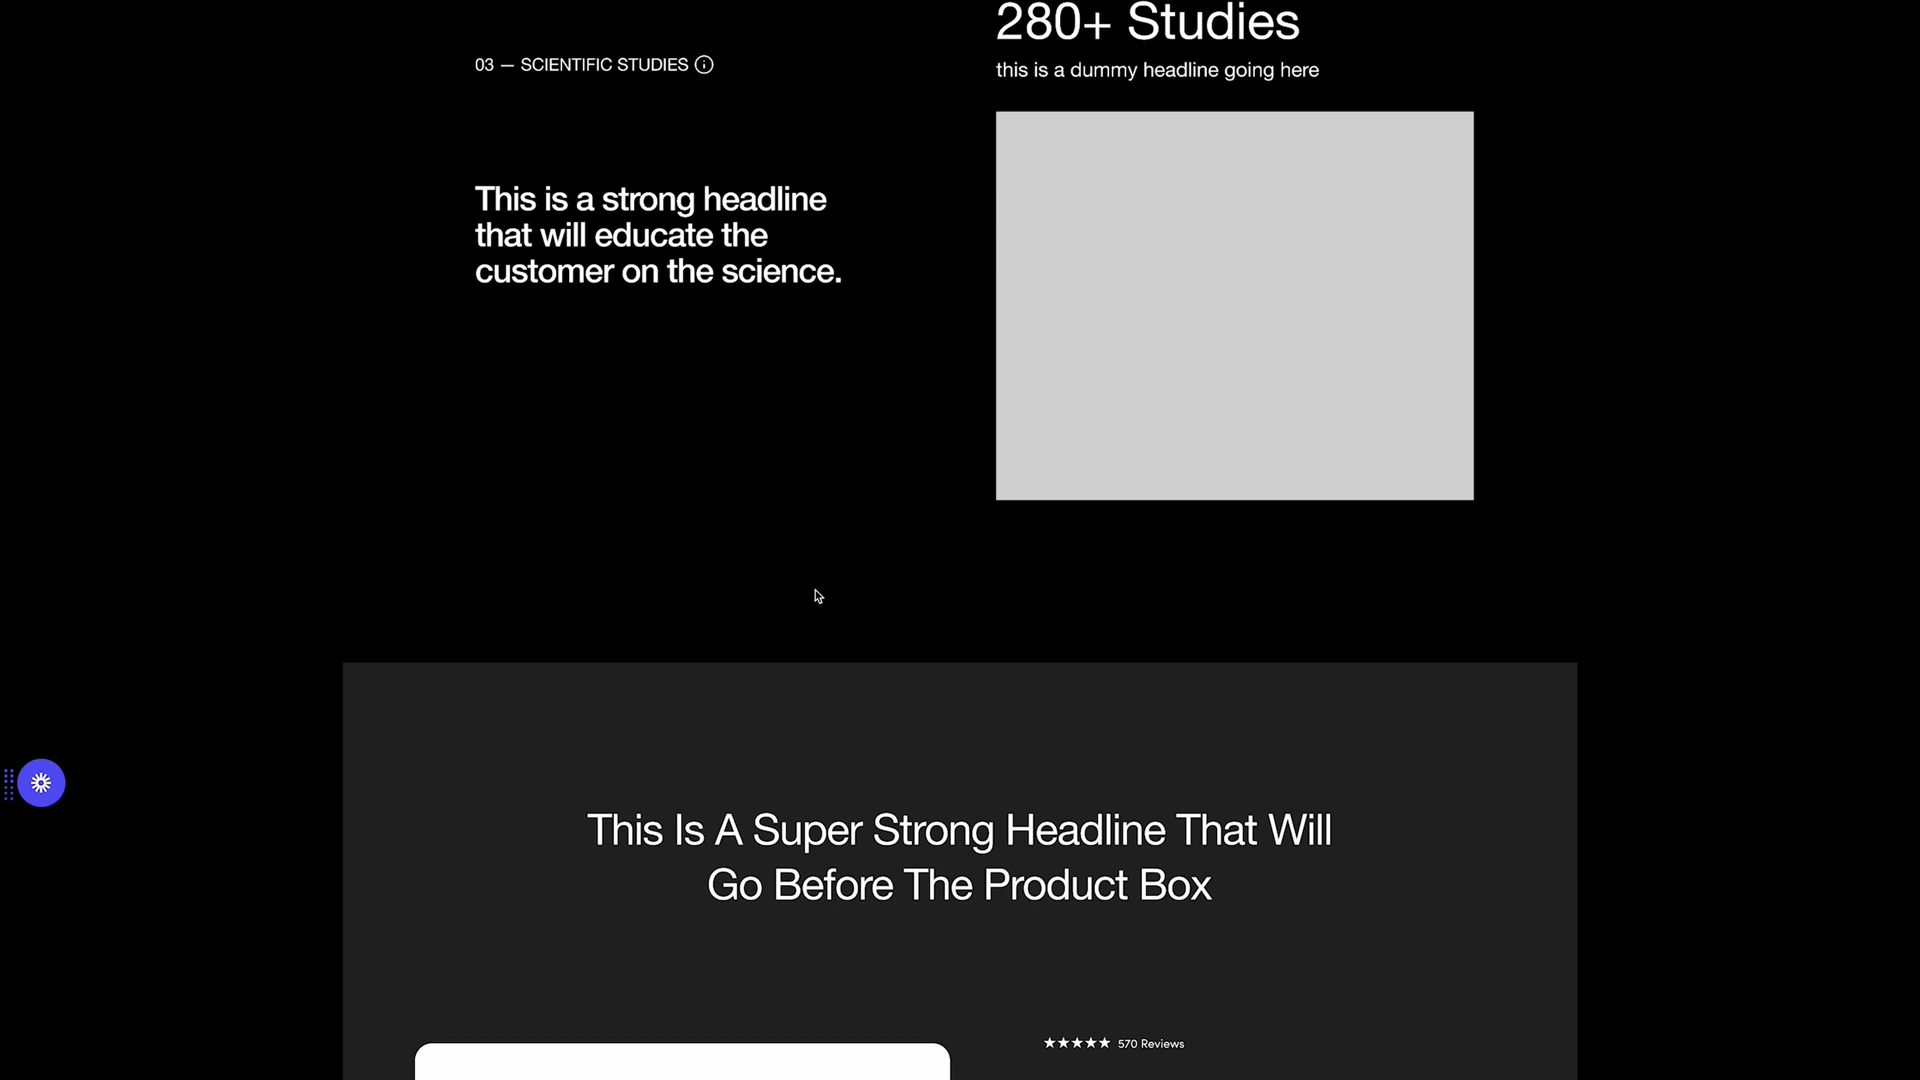 280+ Studies
03 — SCIENTIFIC STUDIES
this is a dummy headline going here
This is a strong headline
that will educate the
customer on the science.
This Is A Super Strong Headline That Will
Go Before The Product Box
570 Reviews